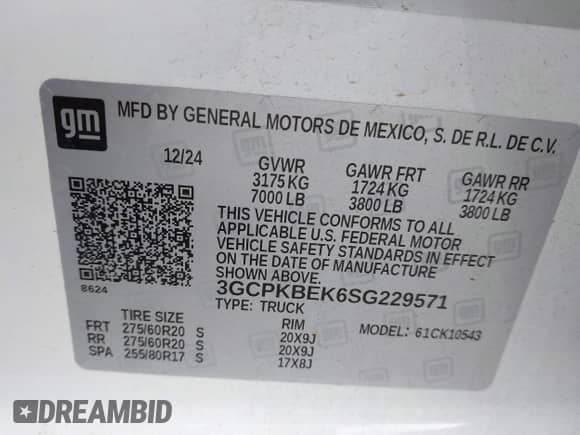 gm
MFD BY GENERAL MOTORS DE MEXICO, S. DE R.L. DE C.V.
12/24 GVWR GAWR FRT GAWR RR
3175 KG 1724 KG 1724 KG
7000 LB 3800 LB 3800 LB
THIS VEHICLE CONFORMS TO ALL
APPLICABLE U.S. FEDERAL MOTOR
VEHICLE SAFETY STANDARDS IN EFFECT
ON THE DATE OF MANUFACTURE
SHOWN ABOVE.
8624
3GCPKBEK6SG229571
TYPE: TRUCK
TIRE SIZE RIM MODEL: 61CK10543
FRT 275/60R20 S 20X9J
RR 275/60R20 S 20X9J
SPA 255/80R17 S 17X8J
DREAMBID